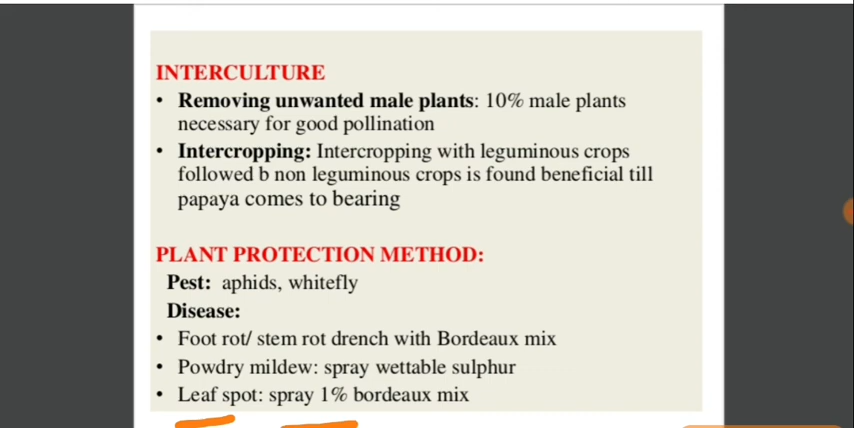 INTERCULTURE
• Removing unwanted male plants: 10% male plants
necessary for good pollination
• Intercropping: Intercropping with leguminous crops
followed b non leguminous crops is found beneficial till
papaya comes to bearing
PLANT PROTECTION METHOD:
Pest: aphids, whitefly
Disease:
• Foot rot/ stem rot drench with Bordeaux mix
• Powdry mildew: spray wettable sulphur
• Leaf spot: spray 1% bordeaux mix